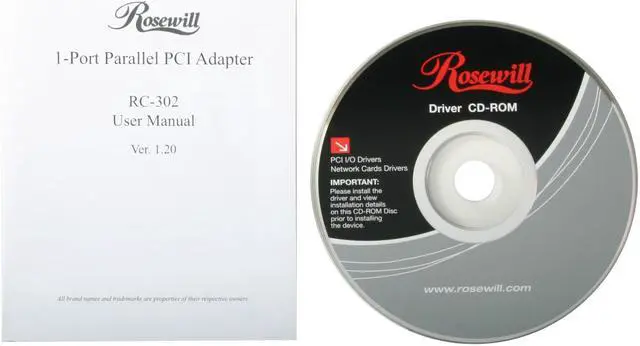 Rosewill
1-Port Parallel PCI Adapter
RC-302
User Manual
Ver. 1.20
All brand names and trademarks are properties of their respective owners
Rosewill
Driver CD-ROM
PCI I/O Drivers
Network Cards Drivers
IMPORTANT:
Please install the
driver and view
installation details
on this CD-ROM Disc
prior to installing
the device.
www.rosewill.com